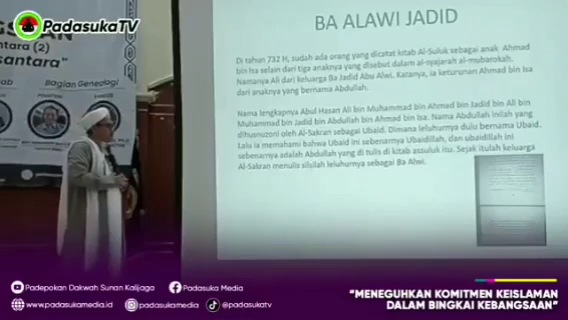 PadasukaTV
BA ALAWI JADID
Di tahun 732 H, sudah ada orang yang dicatat kitab Al-Suluk sebagai anak Ahmad
bin Isa selain dari tiga anaknya yang disebut dalam al-nyajarah al-mubarokah.
Namanya Ali dari keluarga Ba Jadid Abu Alwi. Katanya, ia keturunan Ahmad bin Isa
dari anaknya yang bernama Abdullah.
Nama lengkapnya Abul Hasan Ali bin Muhammad bin Ahmad bin Jadid bin Ali bin
Muhammad bin Jadid bin Abdullah bin Ahmad bin Isa. Nama Abdullah inilah yang
dihusnuzoni oleh Al-Sakran sebagai Ubaid. Dimana leluhurnya dulu bernama Ubaid.
Lalu ia memahami bahwa Ubaid ini sebenarnya Ubaidillah, dan ubaidillah ini
sebenarnya adalah Abdullah yang di tulis di kitab assuluk itu. Sejak itulah keluarga
Al-Sakran menulis silsilah leluhurnya sebagai Ba Alwi.
(2)
santara"
Bagian Geneologi
Padepokan Dakwah Sunan Kalijaga
Padasuka Media
www.padasukamedia.id
padasukamedia
@padasukatv
"MENEGUHKAN KOMITMEN KEISLAMAN
DALAM BINGKAI KEBANGSAAN"